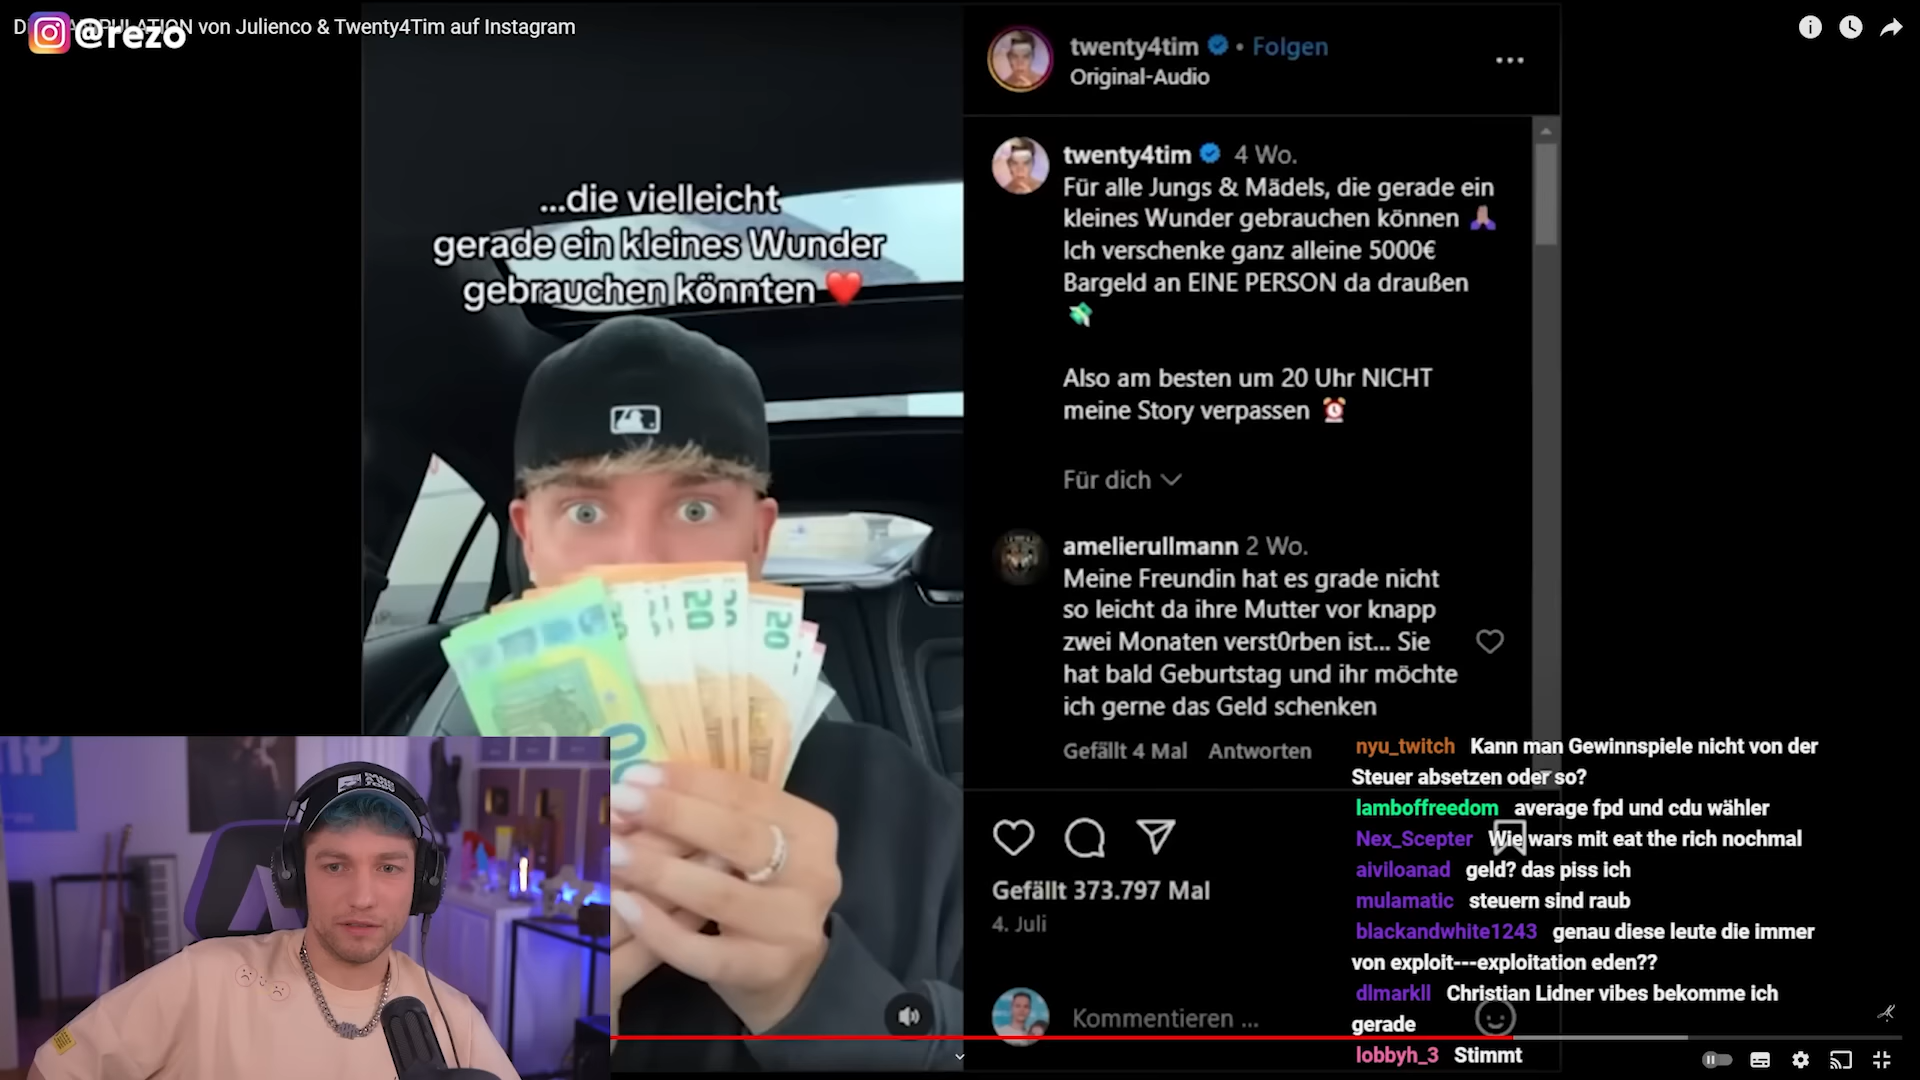 von Julienco & Twenty4Tim auf Instagram
@rezo
...die vielleicht
gerade ein kleines Wunder
gebrauchen könnten ❤️
20
20
twenty4tim • Folgen
Original-Audio
twenty4tim 4 Wo.
Für alle Jungs & Mädels, die gerade ein
kleines Wunder gebrauchen können 🙏
Ich verschenke ganz alleine 5000€
Bargeld an EINE PERSON da draußen
💸
Also am besten um 20 Uhr NICHT
meine Story verpassen ⏰
Für dich
amelierullmann 2 Wo.
Meine Freundin hat es grade nicht
so leicht da ihre Mutter vor knapp
zwei Monaten verst0rben ist... Sie
hat bald Geburtstag und ihr möchte
ich gerne das Geld schenken
Gefällt 4 Mal Antworten
Gefällt 373.797 Mal
4. Juli
Kommentieren ...
nyu_twitch Kann man Gewinnspiele nicht von der
Steuer absetzen oder so?
lamboffreedom average fpd und cdu wähler
Nex_Scepter Wie wars mit eat the rich nochmal
aiviloanad geld? das piss ich
mulamatic steuern sind raub
blackandwhite1243 genau diese leute die immer
von exploit---exploitation eden??
dlmarkll Christian Lidner vibes bekomme ich
gerade
lobbyh_3 Stimmt